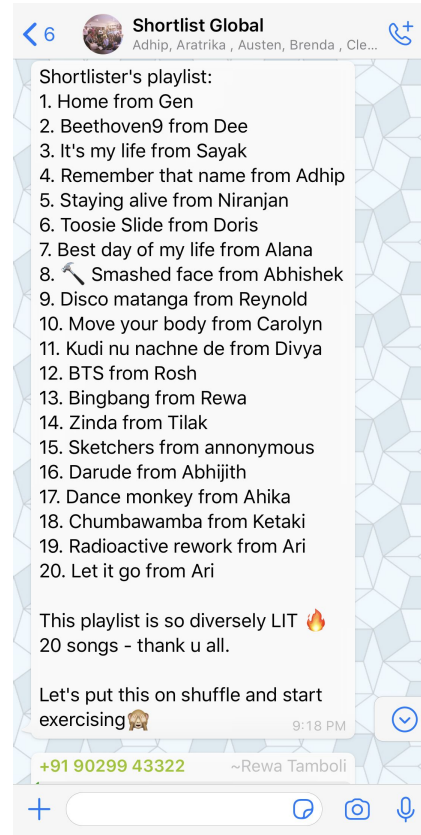 6
Shortlist Global
Adhip, Aratrika , Austen, Brenda , Cle...
Shortlister's playlist:
1. Home from Gen
2. Beethoven9 from Dee
3. It's my life from Sayak
4. Remember that name from Adhip
5. Staying alive from Niranjan
6. Toosie Slide from Doris
7. Best day of my life from Alana
8. 🔨 Smashed face from Abhishek
9. Disco matanga from Reynold
10. Move your body from Carolyn
11. Kudi nu nachne de from Divya
12. BTS from Rosh
13. Bingbang from Rewa
14. Zinda from Tilak
15. Sketchers from annonymous
16. Darude from Abhijith
17. Dance monkey from Ahika
18. Chumbawamba from Ketaki
19. Radioactive rework from Ari
20. Let it go from Ari
This playlist is so diversely LIT 🔥
20 songs - thank u all.
Let's put this on shuffle and start
exercising🙈
9:18 PM
+91 90299 43322 ~Rewa Tamboli